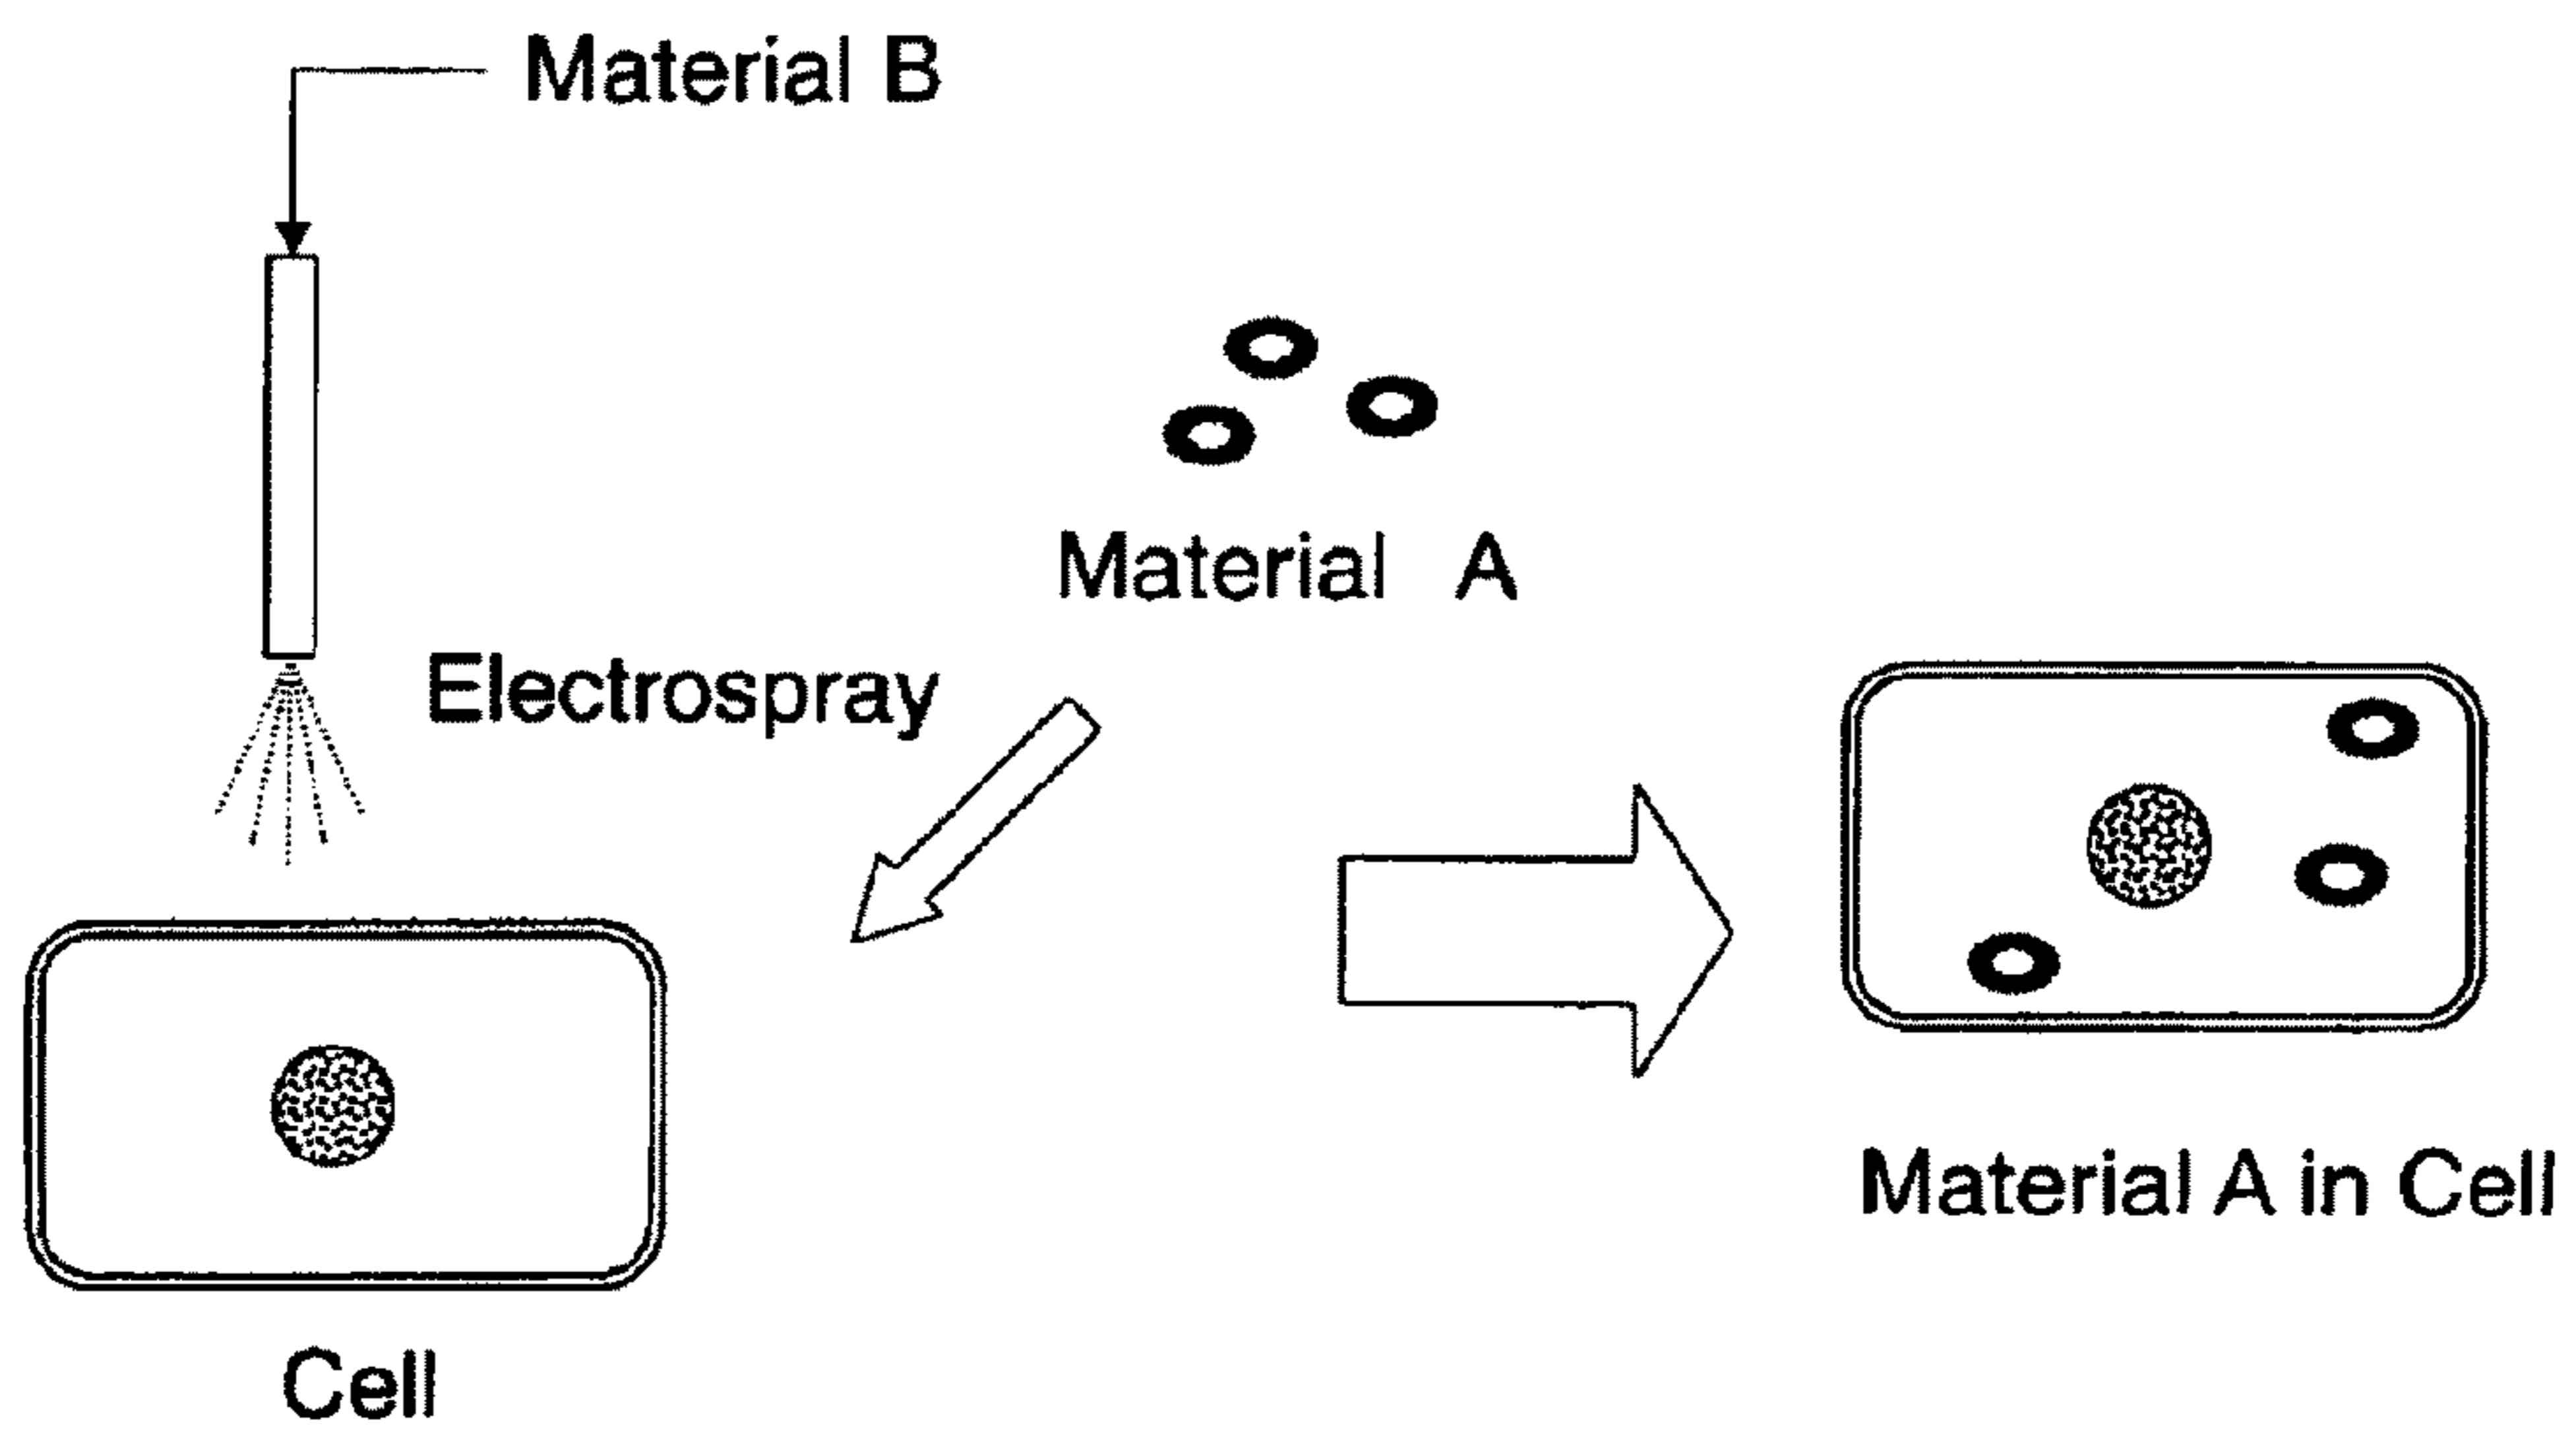 Material B
Material A
Electrospray
Material A in Cell
Cell